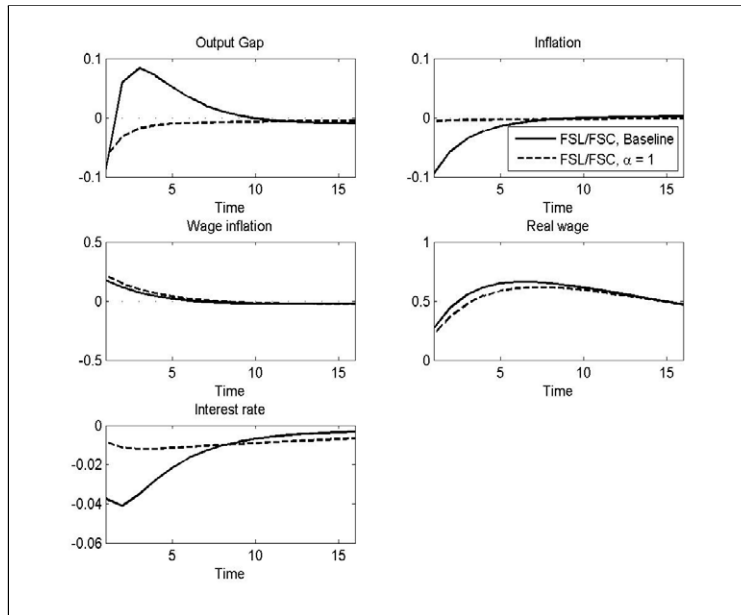 Output Gap
0.1
0
-0.1
5
10
15
Time
Inflation
0.1
0
-0.1
FSL/FSC, Baseline
FSL/FSC, α = 1
5
10
15
Time
Wage inflation
0.5
0
-0.5
5
10
15
Time
Real wage
1
0.5
0
5
10
15
Time
Interest rate
0
-0.02
-0.04
-0.06
5
10
15
Time